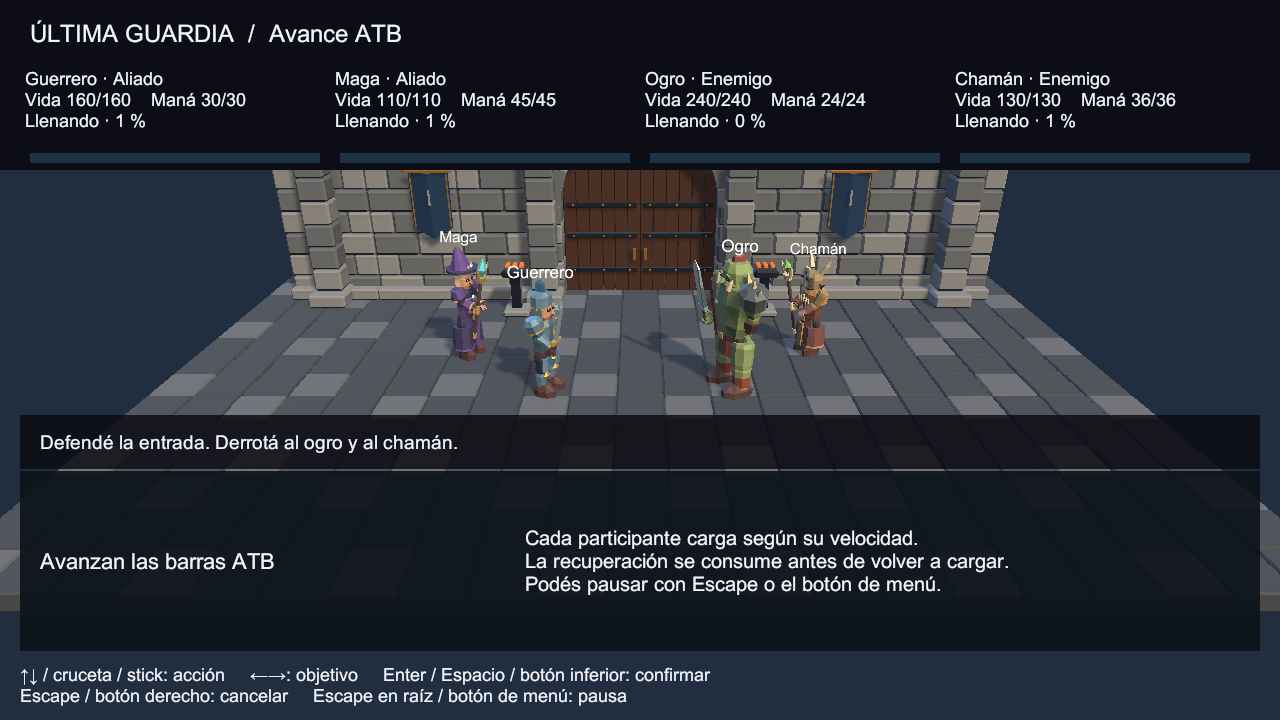 ÚLTIMA GUARDIA / Avance ATB
Guerrero · Aliado
Vida 160/160 Maná 30/30
Llenando · 1 %
Maga · Aliado
Vida 110/110 Maná 45/45
Llenando · 1 %
Ogro · Enemigo
Vida 240/240 Maná 24/24
Llenando · 0 %
Chamán · Enemigo
Vida 130/130 Maná 36/36
Llenando · 1 %
Maga
Guerrero
Ogro
Chamán
Defendé la entrada. Derrotá al ogro y al chamán.
Avanzan las barras ATB
Cada participante carga según su velocidad.
La recuperación se consume antes de volver a cargar.
Podés pausar con Escape o el botón de menú.
↑↓ / cruceta / stick: acción ←→: objetivo Enter / Espacio / botón inferior: confirmar
Escape / botón derecho: cancelar Escape en raíz / botón de menú: pausa